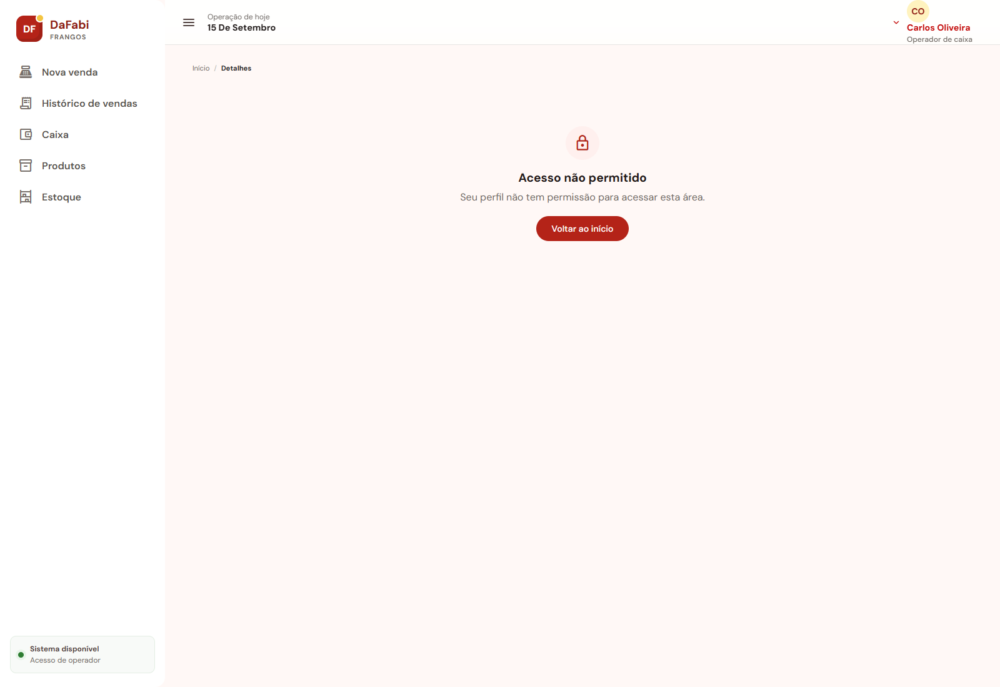 DF
DaFabi
FRANGOS
Nova venda
Histórico de vendas
Caixa
Produtos
Estoque
Sistema disponível
Acesso de operador
Operação de hoje
15 De Setembro
CO
Carlos Oliveira
Operador de caixa
Início / Detalhes
Acesso não permitido
Seu perfil não tem permissão para acessar esta área.
Voltar ao início